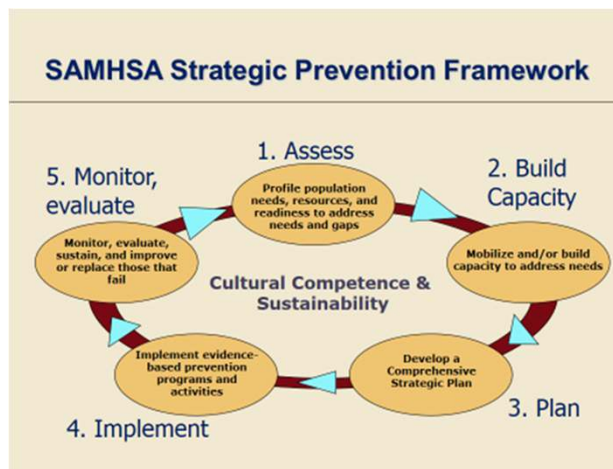 SAMHSA Strategic Prevention Framework
1. Assess
Profile population
needs, resources, and
readiness to address
needs and gaps
2. Build
Capacity
Mobilize and/or build
capacity to address needs
3. Plan
Develop a
Comprehensive
Strategic Plan
4. Implement
Implement evidence-
based prevention
programs and
activities
5. Monitor,
evaluate
Monitor, evaluate,
sustain, and improve
or replace those that
fail
Cultural Competence &
Sustainability